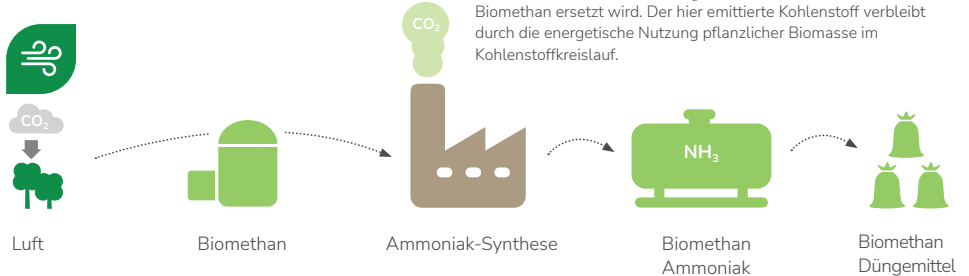 Biomethan ersetzt wird. Der hier emittierte Kohlenstoff verbleibt
durch die energetische Nutzung pflanzlicher Biomasse im
Kohlenstoffkreislauf.
CO₂
CO₂
NH₃
Luft
Biomethan
Ammoniak-Synthese
Biomethan
Ammoniak
Biomethan
Düngemittel